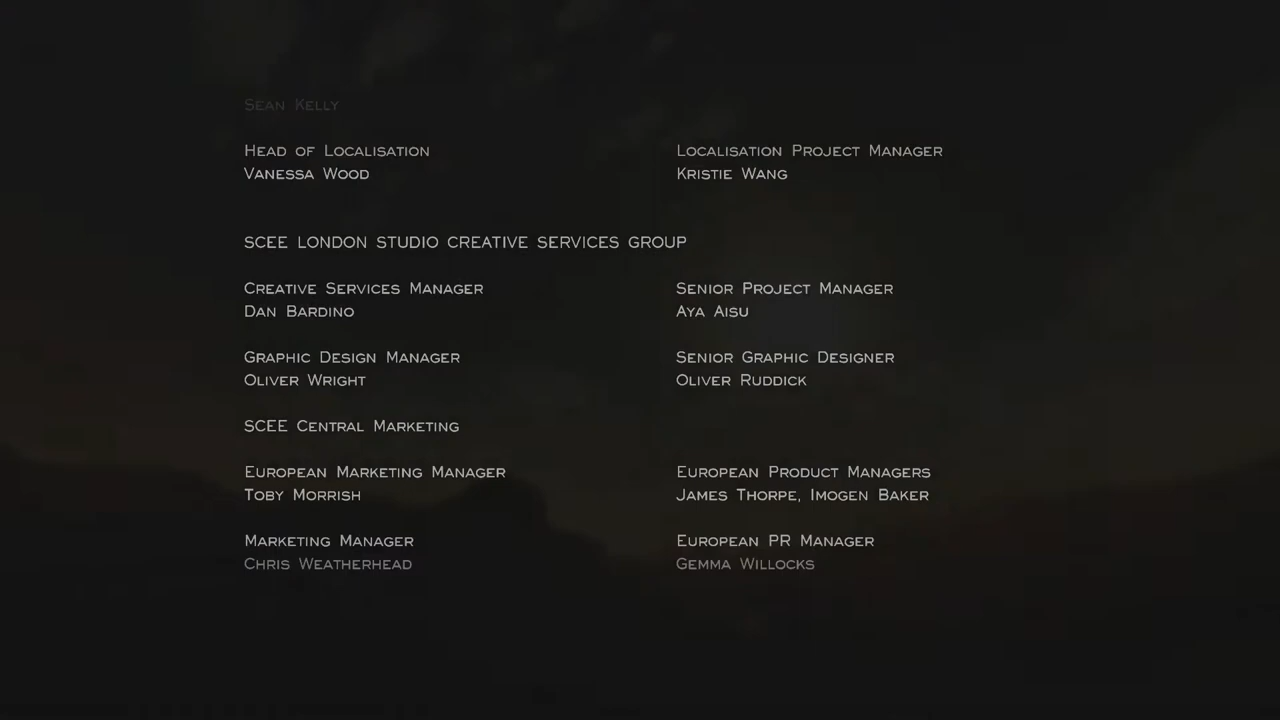 Sean Kelly
Head of Localisation
Vanessa Wood
Localisation Project Manager
Kristie Wang
SCEE LONDON STUDIO CREATIVE SERVICES GROUP
Creative Services Manager
Dan Bardino
Senior Project Manager
Aya Aisu
Graphic Design Manager
Oliver Wright
Senior Graphic Designer
Oliver Ruddick
SCEE Central Marketing
European Marketing Manager
Toby Morrish
European Product Managers
James Thorpe, Imogen Baker
Marketing Manager
Chris Weatherhead
European PR Manager
Gemma Willocks